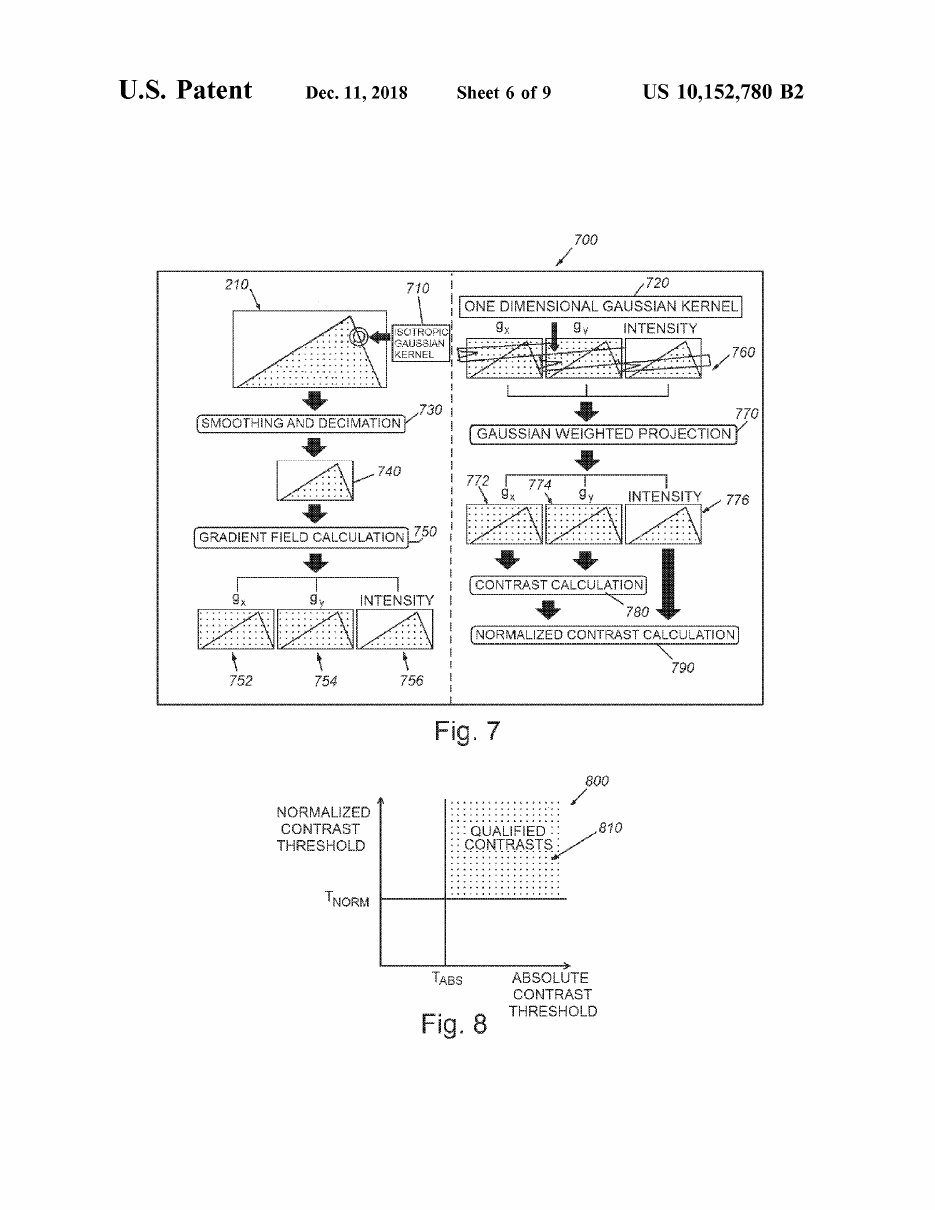 U.S. Patent Dec. 11, 2018 Sheet 6 of 9 US 10,152,780 B2
700
210
710
ISOTROPIC
GAUSSIAN
KERNEL
SMOOTHING AND DECIMATION
730
740
GRADIENT FIELD CALCULATION
750
gx gy INTENSITY
752 754 756
720
ONE DIMENSIONAL GAUSSIAN KERNEL
gx gy INTENSITY
760
770
GAUSSIAN WEIGHTED PROJECTION
772 774
gx gy INTENSITY
776
CONTRAST CALCULATION
780
NORMALIZED CONTRAST CALCULATION
790
Fig. 7
800
NORMALIZED
CONTRAST
THRESHOLD
QUALIFIED
CONTRASTS
810
TNORM
TABS
ABSOLUTE
CONTRAST
THRESHOLD
Fig. 8